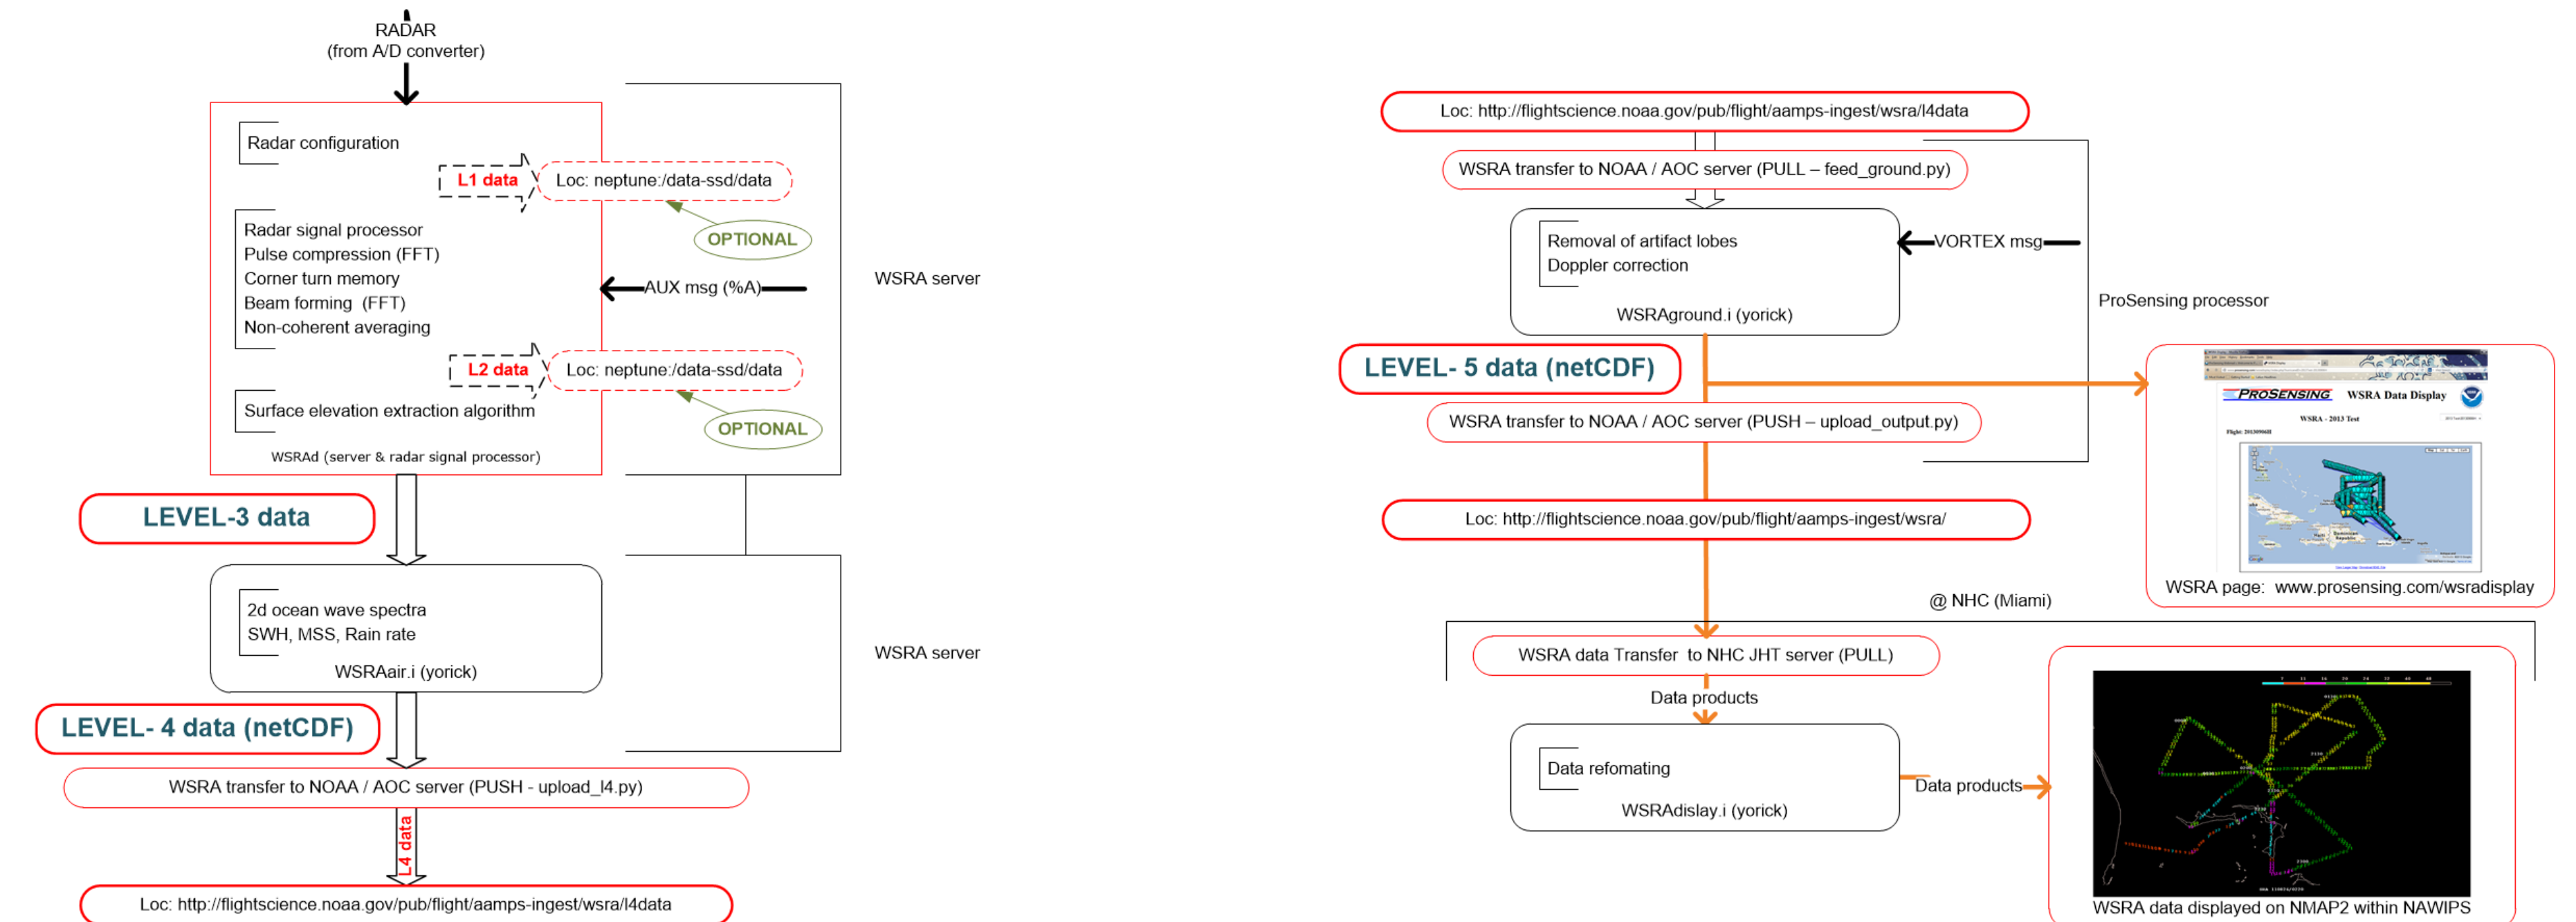 RADAR
(from A/D converter)
Radar configuration
L1 data
Loc: neptune:/data-ssd/data
OPTIONAL
Radar signal processor
Pulse compression (FFT)
Corner turn memory
Beam forming (FFT)
Non-coherent averaging
AUX msg (%A)
WSRA server
L2 data
Loc: neptune:/data-ssd/data
OPTIONAL
Surface elevation extraction algorithm
WSRAd (server & radar signal processor)
LEVEL-3 data
2d ocean wave spectra
SWH, MSS, Rain rate
WSRAair.i (yorick)
WSRA server
LEVEL- 4 data (netCDF)
WSRA transfer to NOAA / AOC server (PUSH - upload_l4.py)
L4 data
Loc: http://flightscience.noaa.gov/pub/flight/aamps-ingest/wsra/l4data
Loc: http://flightscience.noaa.gov/pub/flight/aamps-ingest/wsra/l4data
WSRA transfer to NOAA / AOC server (PULL – feed_ground.py)
Removal of artifact lobes
Doppler correction
WSRAground.i (yorick)
VORTEX msg
ProSensing processor
LEVEL- 5 data (netCDF)
WSRA transfer to NOAA / AOC server (PUSH – upload_output.py)
PROSENSING
WSRA Data Display
WSRA - 2013 Test
Dominican
Republic
WSRA page: www.prosensing.com/wsradisplay
Loc: http://flightscience.noaa.gov/pub/flight/aamps-ingest/wsra/
@ NHC (Miami)
WSRA data Transfer to NHC JHT server (PULL)
Data products
Data refomating
WSRAdislay.i (yorick)
Data products
WSRA data displayed on NMAP2 within NAWIPS